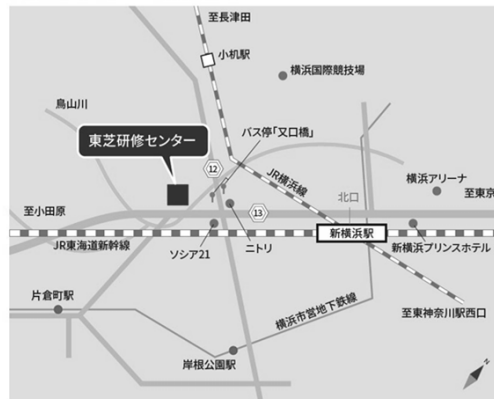 至長津田
小机駅
横浜国際競技場
鳥山川
バス停「又口橋」
東芝研修センター
12
JR横浜線
横浜アリーナ
北口
至東京
至小田原
13
新横浜駅
JR東海道新幹線
ソシア21
ニトリ
新横浜プリンスホテル
片倉町駅
横浜市営地下鉄線
至東神奈川駅西口
岸根公園駅
N